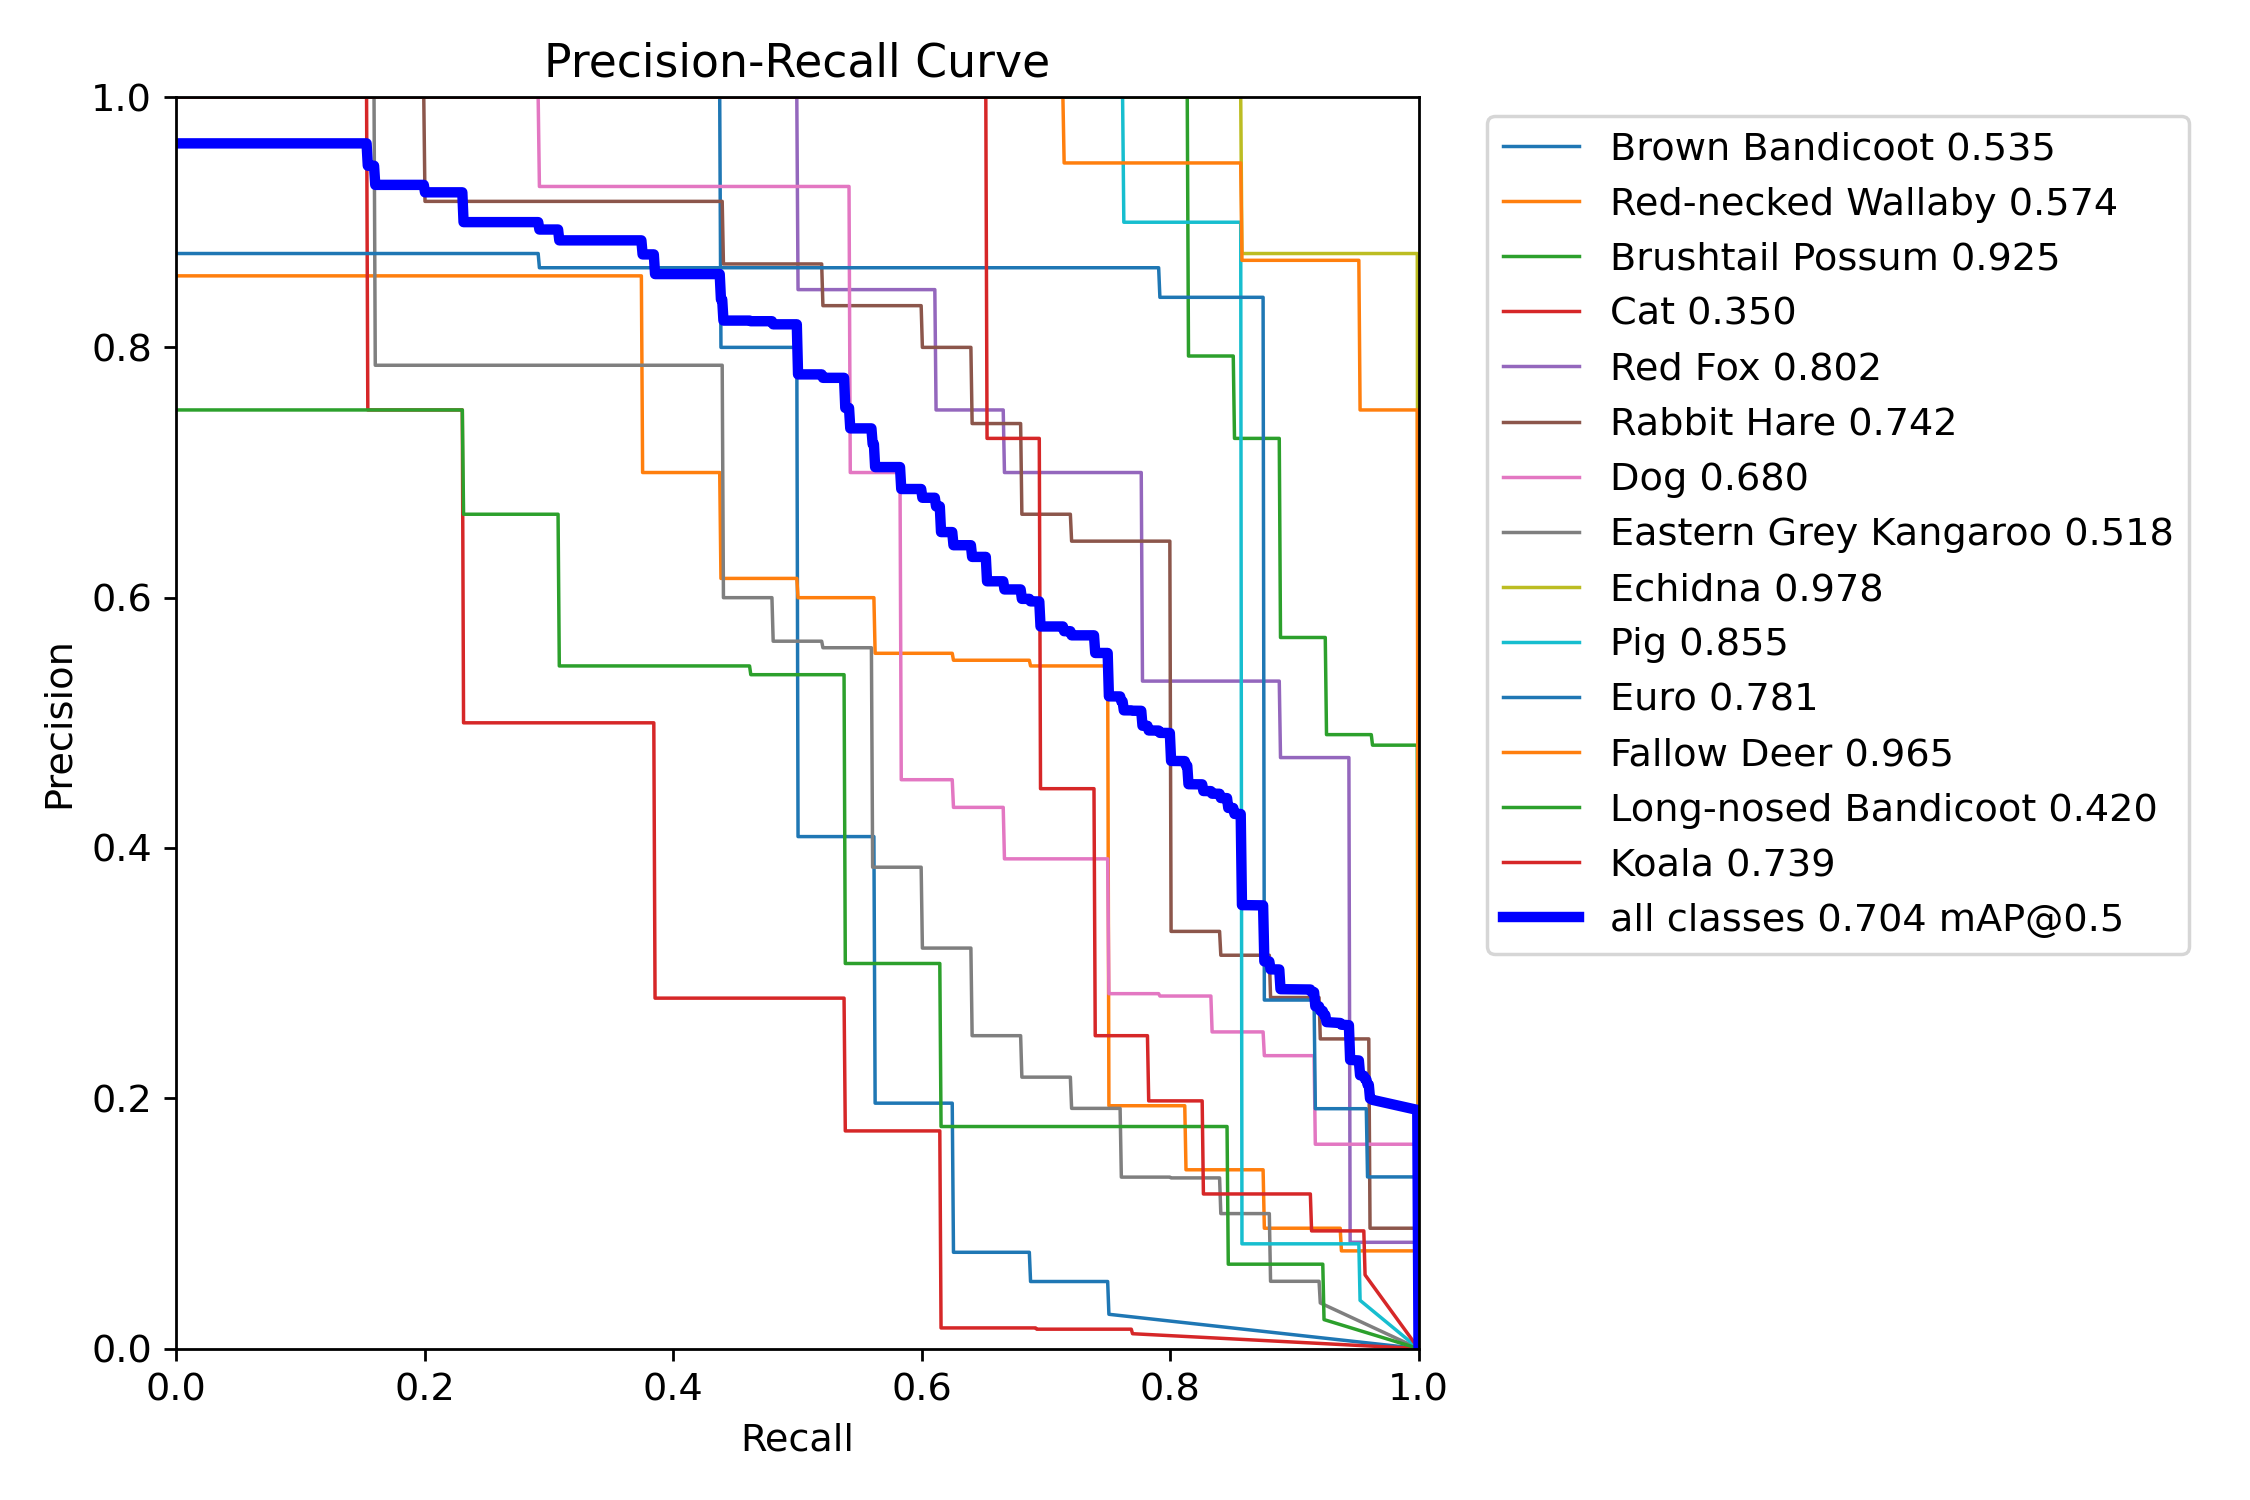 Precision-Recall Curve
1.0
0.8
0.6
0.4
0.2
0.0
Precision
0.0 0.2 0.4 0.6 0.8 1.0
Recall
Brown Bandicoot 0.535
Red-necked Wallaby 0.574
Brushtail Possum 0.925
Cat 0.350
Red Fox 0.802
Rabbit Hare 0.742
Dog 0.680
Eastern Grey Kangaroo 0.518
Echidna 0.978
Pig 0.855
Euro 0.781
Fallow Deer 0.965
Long-nosed Bandicoot 0.420
Koala 0.739
all classes 0.704 mAP@0.5